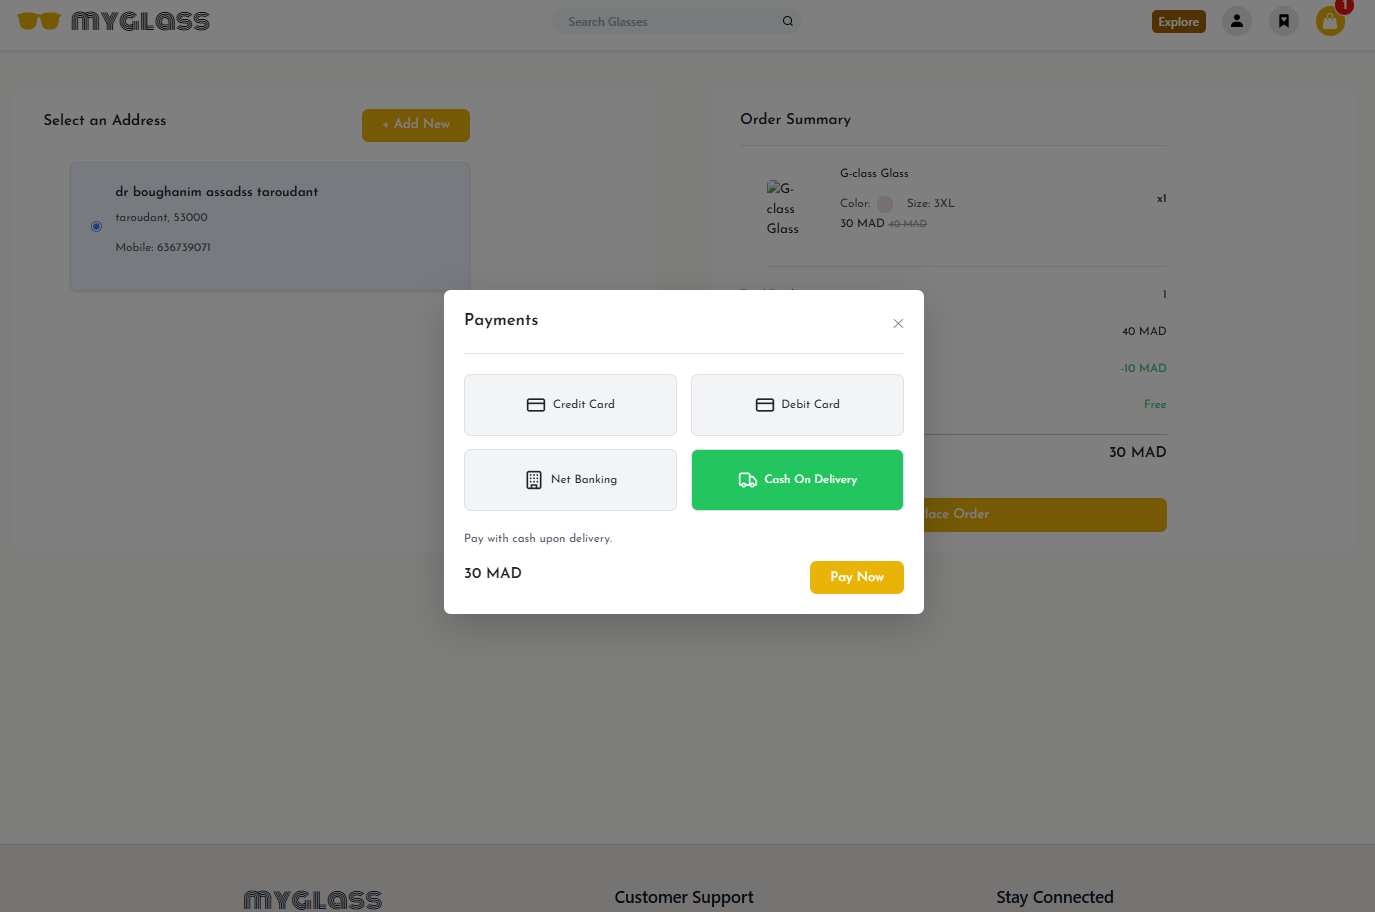 MYGLASS
Search Glasses
Explore
1
Select an Address
+ Add New
dr boughanim assadss taroudant
taroudant, 53000
Mobile: 636739071
Order Summary
G-class Glass
G-class Glass
Color:
Size: 3XL
30 MAD 40 MAD
x1
1
40 MAD
-10 MAD
Free
30 MAD
lace Order
Payments
Credit Card
Debit Card
Net Banking
Cash On Delivery
Pay with cash upon delivery.
30 MAD
Pay Now
MYGLASS
Customer Support
Stay Connected